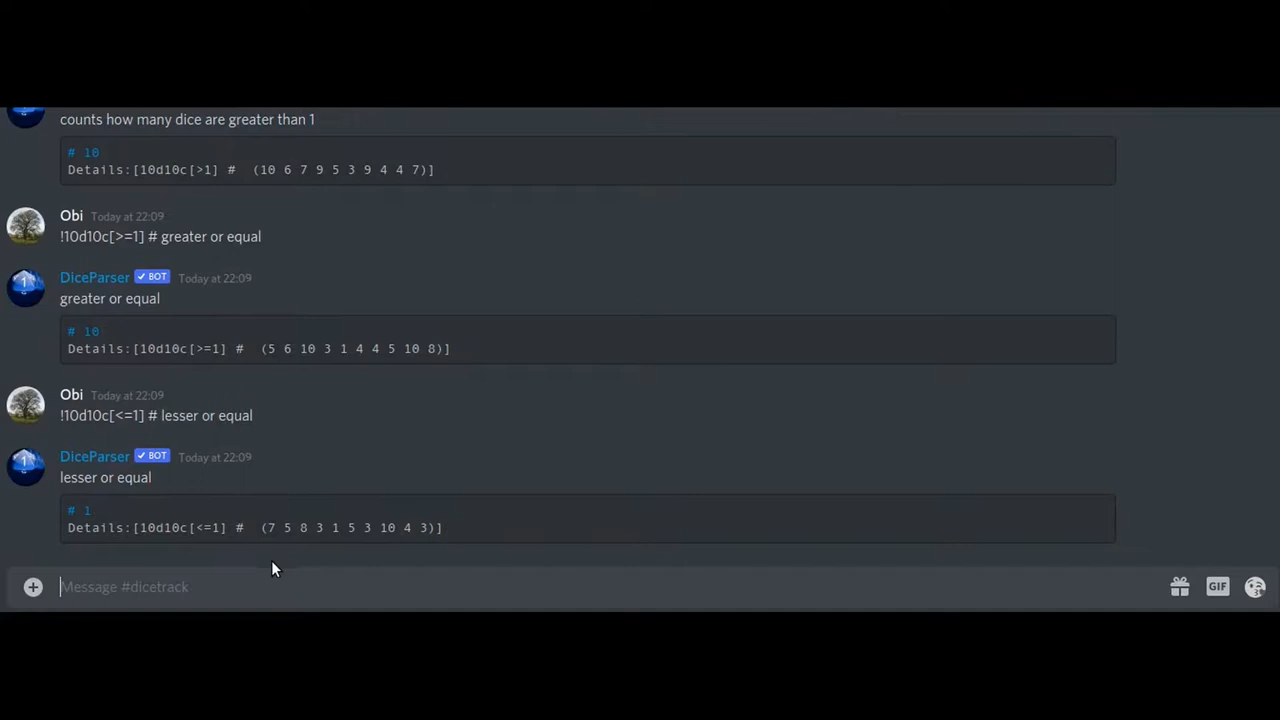 counts how many dice are greater than 1
# 10
Details:[10d10c[>1] #  (10 6 7 9 5 3 9 4 4 7)]
Obi Today at 22:09
!10d10c[>=1] # greater or equal
1 DiceParser ✓ BOT Today at 22:09
greater or equal
# 10
Details:[10d10c[>=1] #  (5 6 10 3 1 4 4 5 10 8)]
Obi Today at 22:09
!10d10c[<=1] # lesser or equal
1 DiceParser ✓ BOT Today at 22:09
lesser or equal
# 1
Details:[10d10c[<=1] #  (7 5 8 3 1 5 3 10 4 3)]
Message #dicetrack GIF